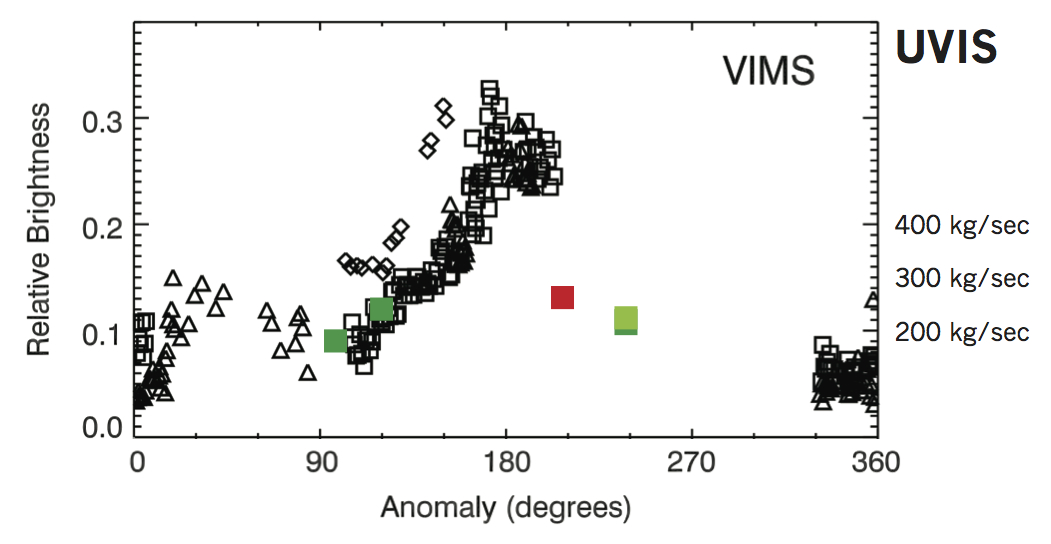 UVIS
VIMS
Relative Brightness
0.3
0.2
0.1
0.0
400 kg/sec
300 kg/sec
200 kg/sec
0 90 180 270 360
Anomaly (degrees)